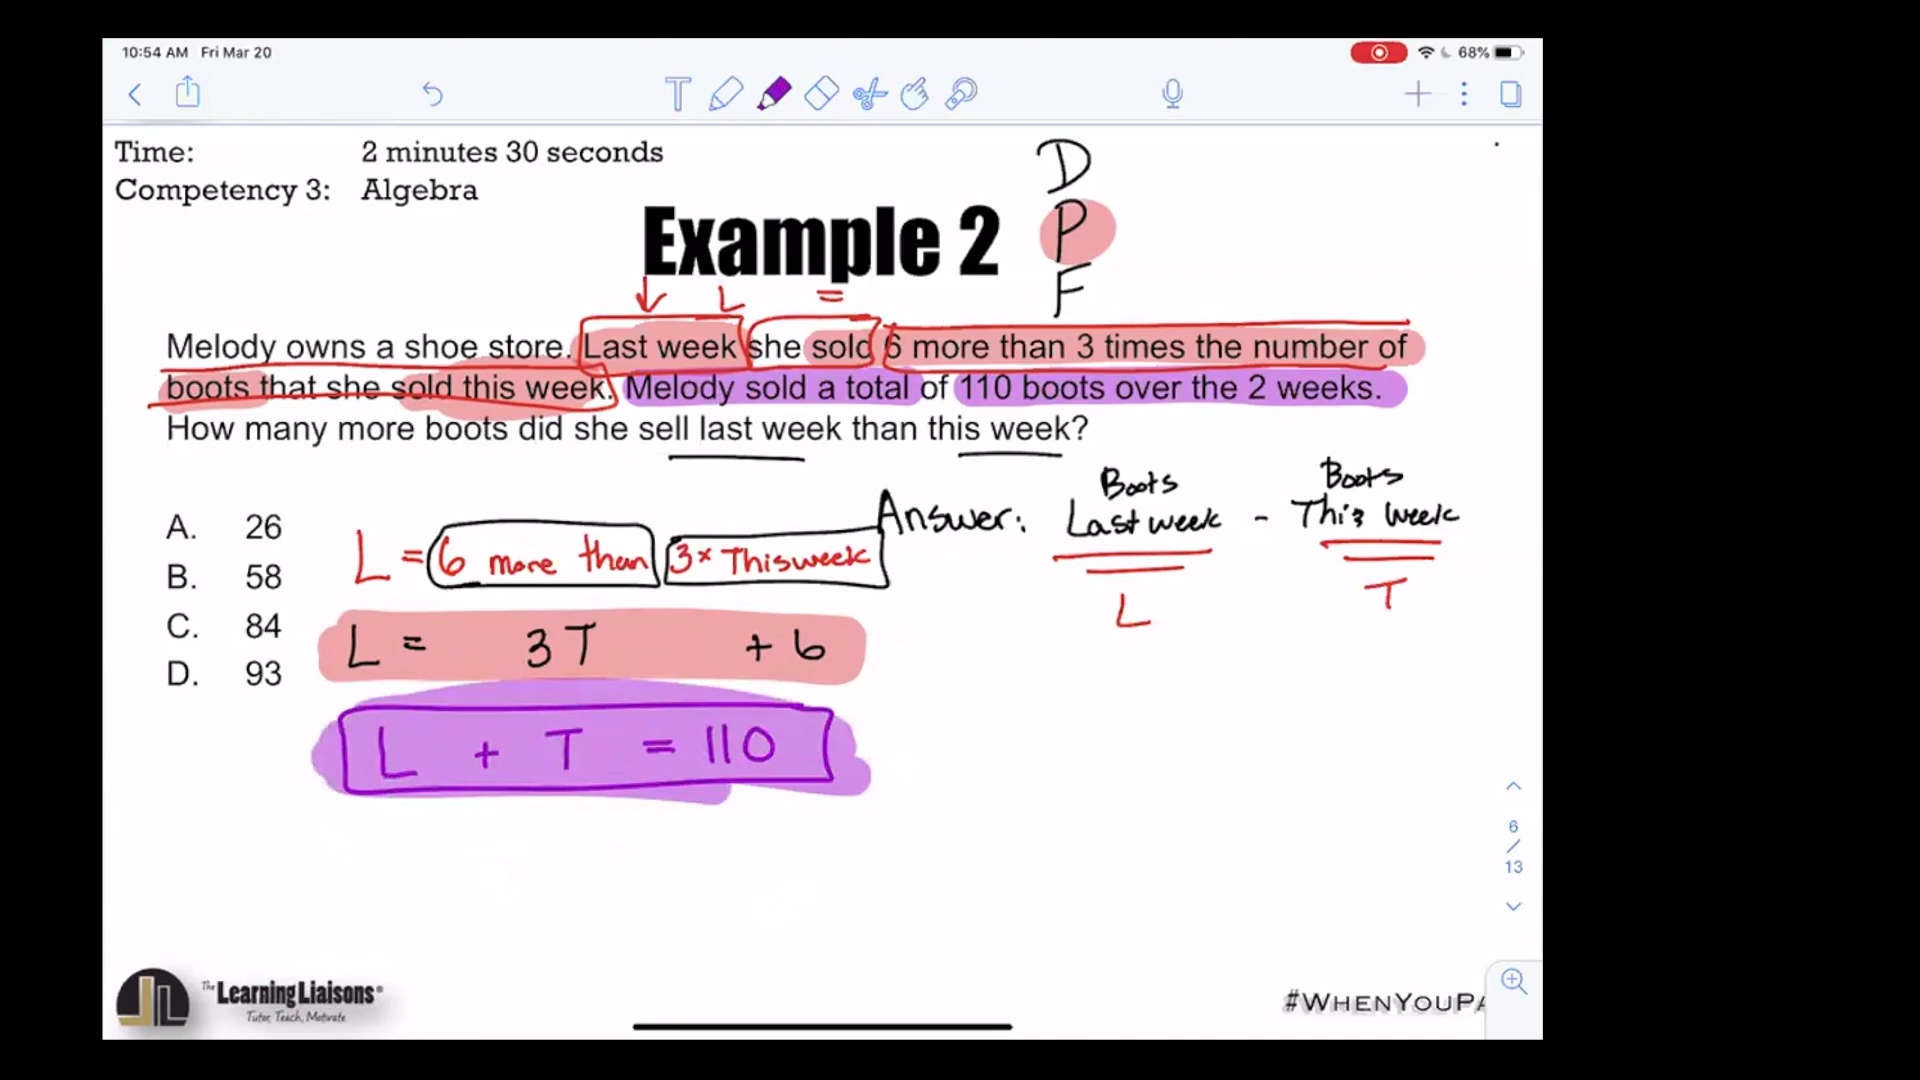 10:54 AM Fri Mar 20
68%
Time: 2 minutes 30 seconds
Competency 3: Algebra
D
P
F
Example 2
L =
Melody owns a shoe store. Last week she sold 6 more than 3 times the number of
boots that she sold this week. Melody sold a total of 110 boots over the 2 weeks.
How many more boots did she sell last week than this week?
A. 26
B. 58
C. 84
D. 93
Answer: Boots Last week - Boots This week
L T
L = 6 more than 3 × This week
L = 3T + 6
L + T = 110
6
/
13
The Learning Liaisons®
Tutor, Teach, Motivate
#WHENYOUPA